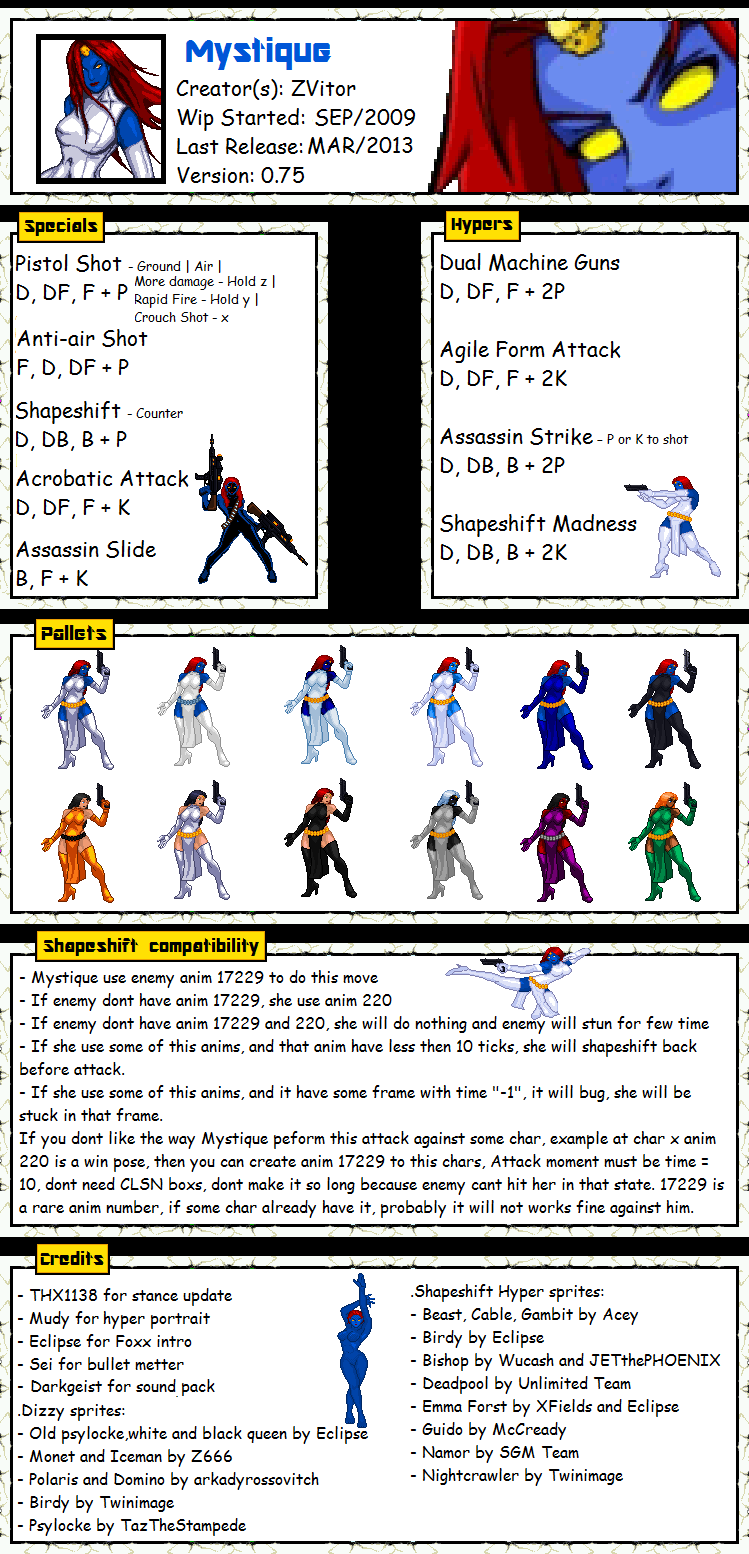 Mystique
Creator(s): ZVitor
Wip Started: SEP/2009
Last Release: MAR/2013
Version: 0.75
Specials
Pistol Shot - Ground | Air |
More damage - Hold z |
D, DF, F + P
Rapid Fire - Hold y |
Crouch Shot - x
Anti-air Shot
F, D, DF + P
Shapeshift - Counter
D, DB, B + P
Acrobatic Attack
D, DF, F + K
Assassin Slide
B, F + K
Hypers
Dual Machine Guns
D, DF, F + 2P
Agile Form Attack
D, DF, F + 2K
Assassin Strike - P or K to shot
D, DB, B + 2P
Shapeshift Madness
D, DB, B + 2K
Pallets
Shapeshift compatibility
- Mystique use enemy anim 17229 to do this move
- If enemy dont have anim 17229, she use anim 220
- If enemy dont have anim 17229 and 220, she will do nothing and enemy will stun for few time
- If she use some of this anims, and that anim have less then 10 ticks, she will shapeshift back
before attack.
- If she use some of this anims, and it have some frame with time "-1", it will bug, she will be
stuck in that frame.
If you dont like the way Mystique peform this attack against some char, example at char x anim
220 is a win pose, then you can create anim 17229 to this chars, Attack moment must be time =
10, dont need CLSN boxs, dont make it so long because enemy cant hit her in that state. 17229 is
a rare anim number, if some char already have it, probably it will not works fine against him.
Credits
- THX1138 for stance update
- Mudy for hyper portrait
- Eclipse for Foxx intro
- Sei for bullet metter
- Darkgeist for sound pack
.Dizzy sprites:
- Old psylocke,white and black queen by Eclipse
- Monet and Iceman by Z666
- Polaris and Domino by arkadyrossovitch
- Birdy by Twinimage
- Psylocke by TazTheStampede
.Shapeshift Hyper sprites:
- Beast, Cable, Gambit by Acey
- Birdy by Eclipse
- Bishop by Wucash and JETthePHOENIX
- Deadpool by Unlimited Team
- Emma Forst by XFields and Eclipse
- Guido by McCready
- Namor by SGM Team
- Nightcrawler by Twinimage